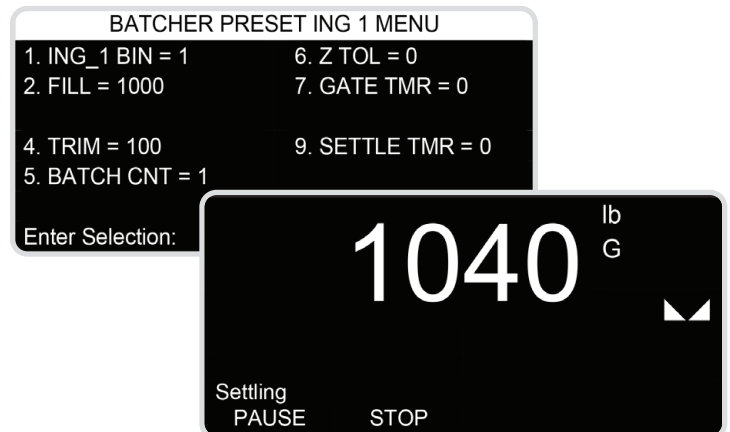 BATCHER PRESET ING 1 MENU
1. ING_1 BIN = 1
2. FILL = 1000
4. TRIM = 100
5. BATCH CNT = 1
6. Z TOL = 0
7. GATE TMR = 0
9. SETTLE TMR = 0
Enter Selection:
1040
lb
G
Settling
PAUSE STOP